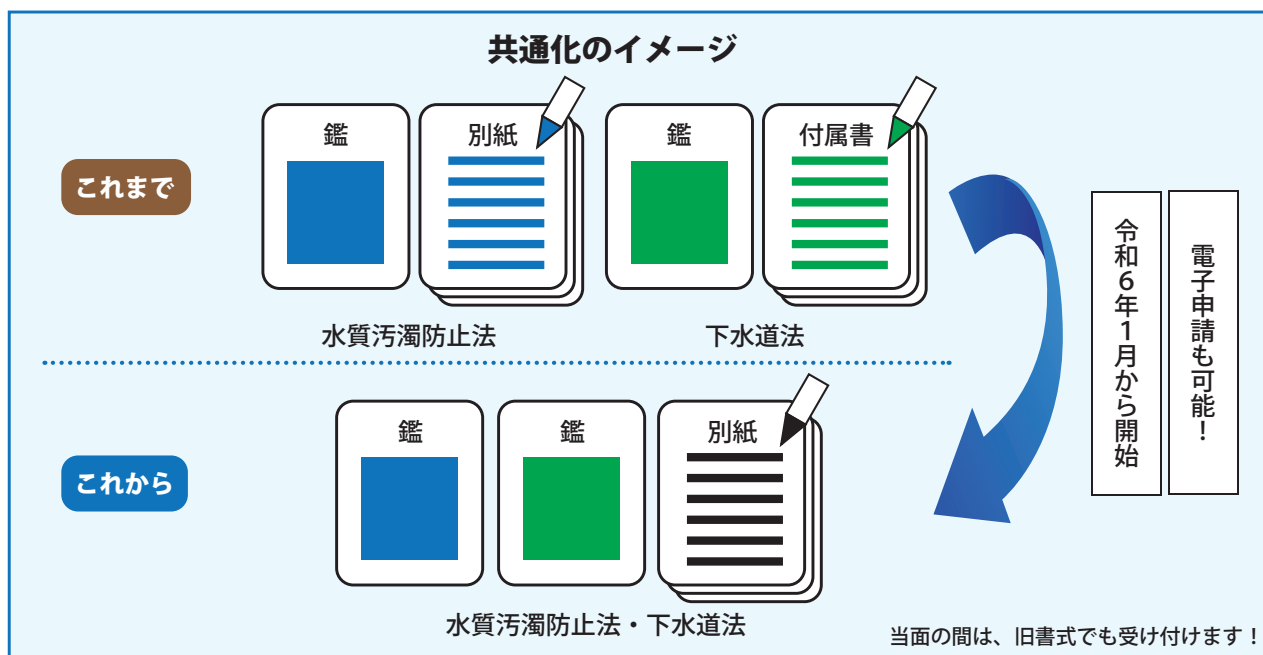 共通化のイメージ
これまで
鑑
別紙
鑑
付属書
水質汚濁防止法
下水道法
電子申請も可能！
令和６年１月から開始
これから
鑑
鑑
別紙
水質汚濁防止法・下水道法
当面の間は、旧書式でも受け付けます！